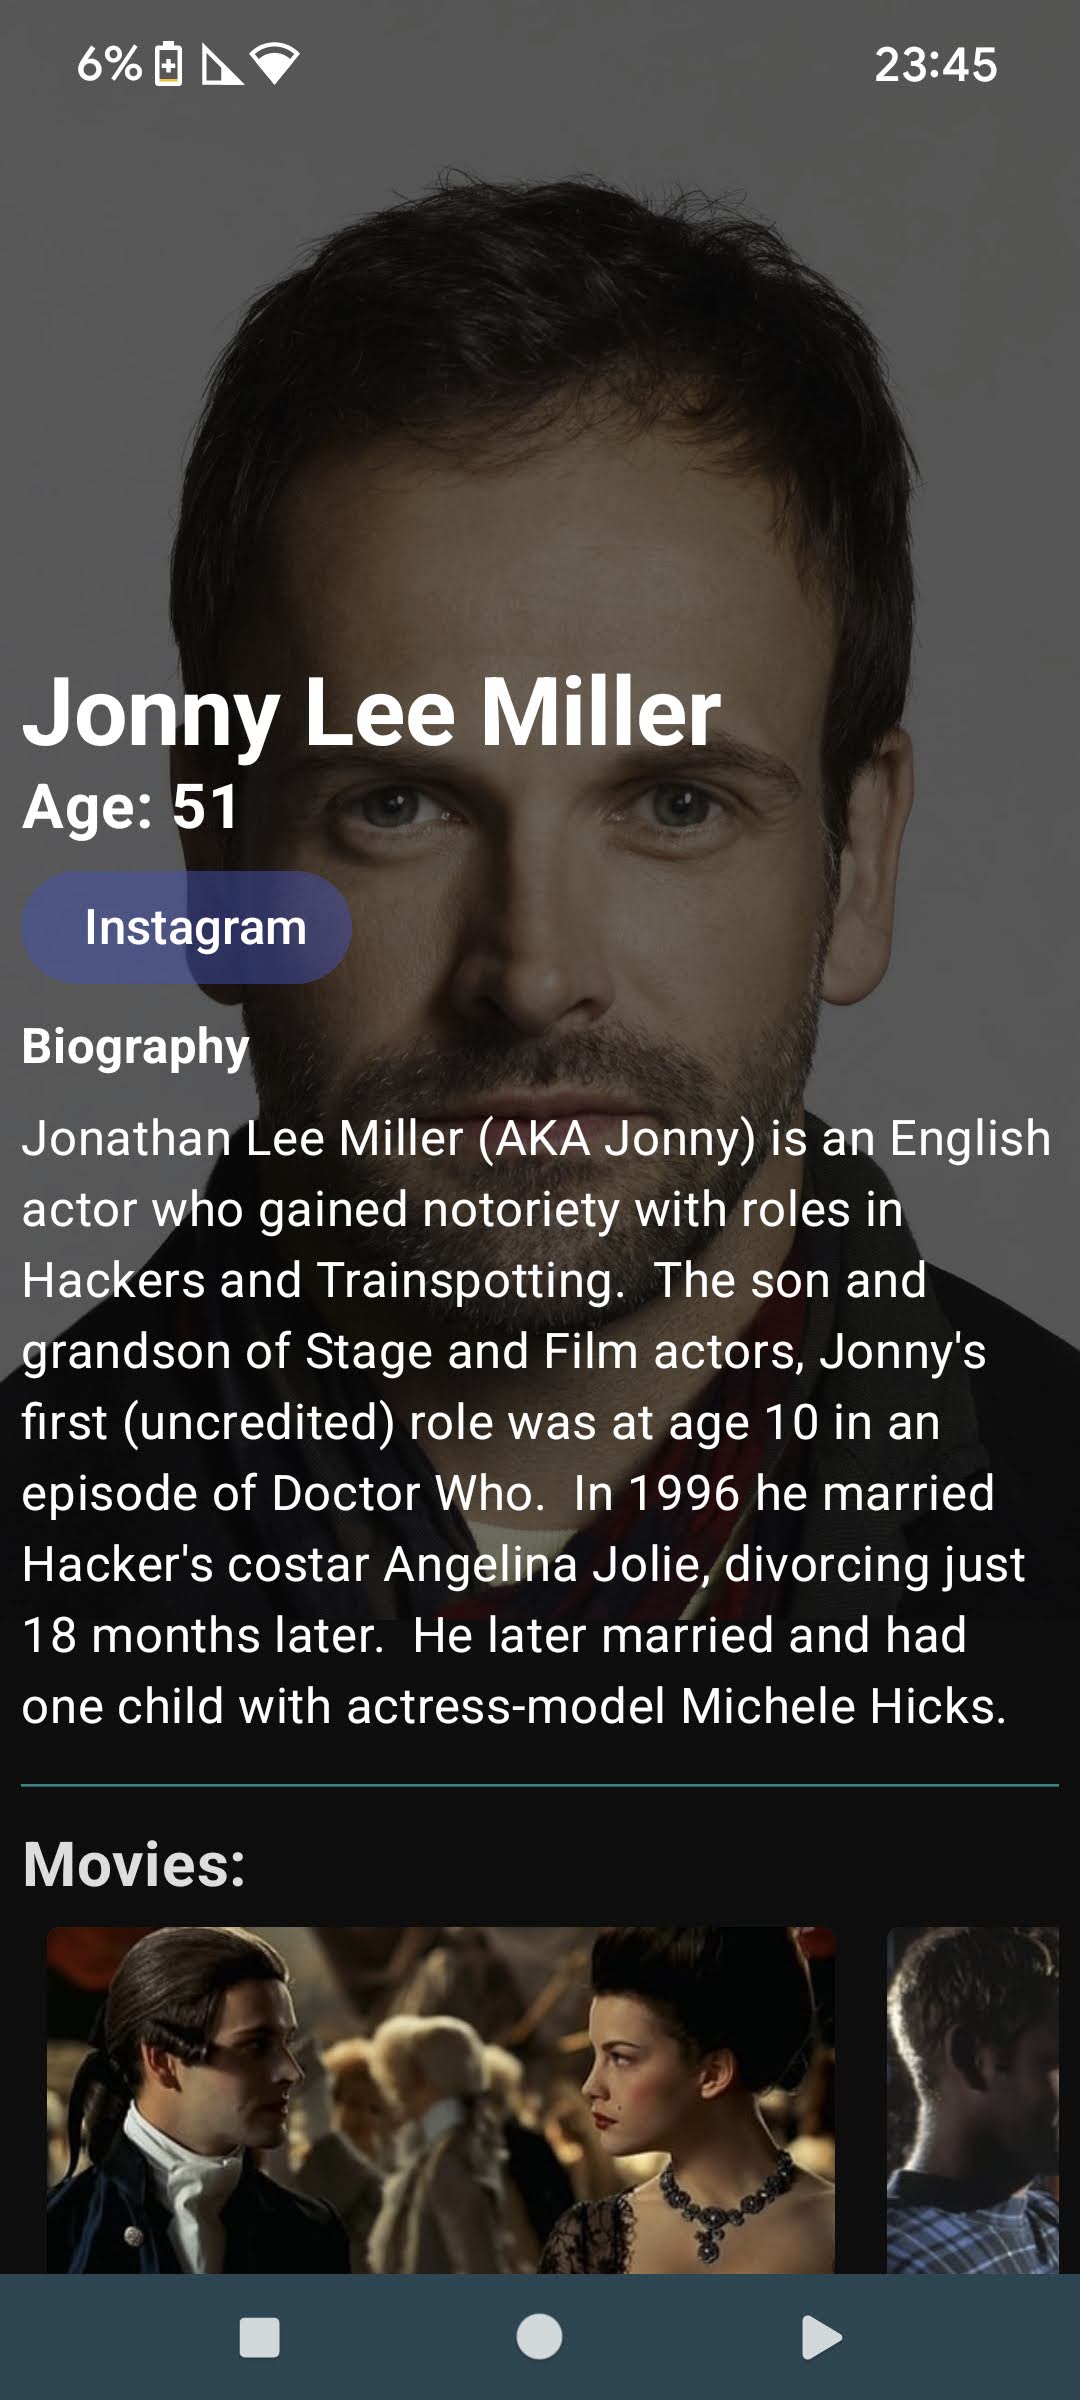 6%
23:45
Jonny Lee Miller
Age: 51
Instagram
Biography
Jonathan Lee Miller (AKA Jonny) is an English
actor who gained notoriety with roles in
Hackers and Trainspotting.  The son and
grandson of Stage and Film actors, Jonny's
first (uncredited) role was at age 10 in an
episode of Doctor Who.  In 1996 he married
Hacker's costar Angelina Jolie, divorcing just
18 months later.  He later married and had
one child with actress-model Michele Hicks.
Movies: